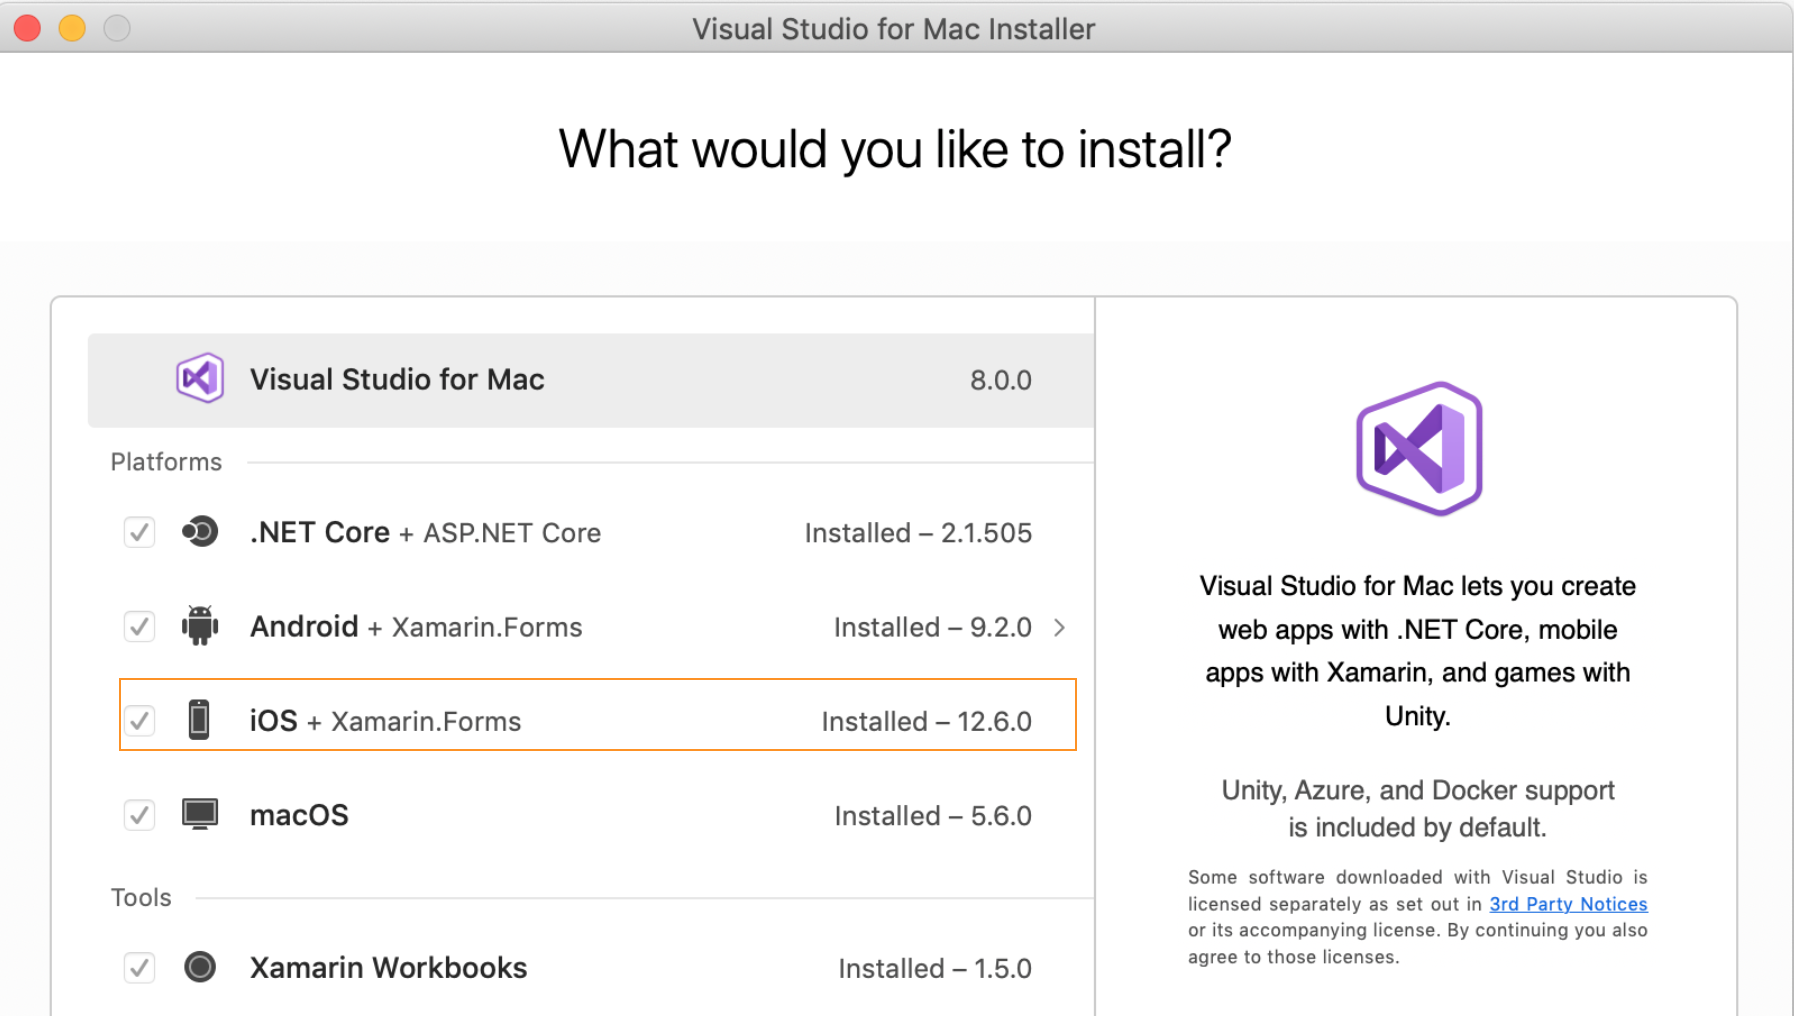 Visual Studio for Mac Installer
What would you like to install?
Visual Studio for Mac 8.0.0
Platforms
.NET Core + ASP.NET Core Installed – 2.1.505
Android + Xamarin.Forms Installed – 9.2.0
iOS + Xamarin.Forms Installed – 12.6.0
macOS Installed – 5.6.0
Tools
Xamarin Workbooks Installed – 1.5.0
Visual Studio for Mac lets you create
web apps with .NET Core, mobile
apps with Xamarin, and games with
Unity.
Unity, Azure, and Docker support
is included by default.
Some software downloaded with Visual Studio is
licensed separately as set out in 3rd Party Notices
or its accompanying license. By continuing you also
agree to those licenses.